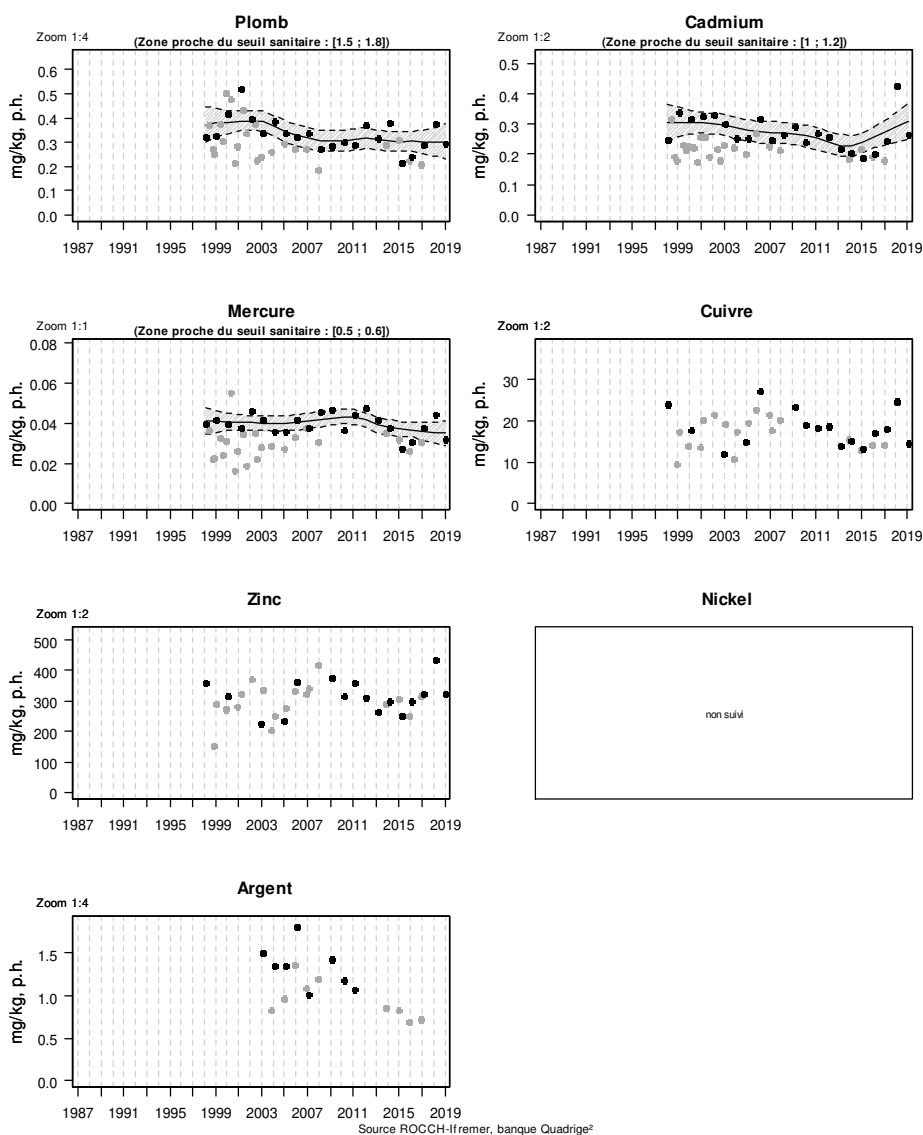 Plomb
Zoom 1:4
(Zone proche du seuil sanitaire : [1.5 ; 1.8])
mg/kg, p.h.
0.6
0.5
0.4
0.3
0.2
0.1
0.0
1987 1991 1995 1999 2003 2007 2011 2015 2019
Cadmium
Zoom 1:2
(Zone proche du seuil sanitaire : [1 ; 1.2])
mg/kg, p.h.
0.5
0.4
0.3
0.2
0.1
0.0
1987 1991 1995 1999 2003 2007 2011 2015 2019
Mercure
Zoom 1:1
(Zone proche du seuil sanitaire : [0.5 ; 0.6])
mg/kg, p.h.
0.08
0.06
0.04
0.02
0.00
1987 1991 1995 1999 2003 2007 2011 2015 2019
Cuivre
Zoom 1:2
mg/kg, p.h.
30
20
10
0
1987 1991 1995 1999 2003 2007 2011 2015 2019
Zinc
Zoom 1:2
mg/kg, p.h.
500
400
300
200
100
0
1987 1991 1995 1999 2003 2007 2011 2015 2019
Nickel
non suivi
Argent
Zoom 1:4
mg/kg, p.h.
1.5
1.0
0.5
0.0
1987 1991 1995 1999 2003 2007 2011 2015 2019
Source ROCCH-Ifremer, banque Quadrige²